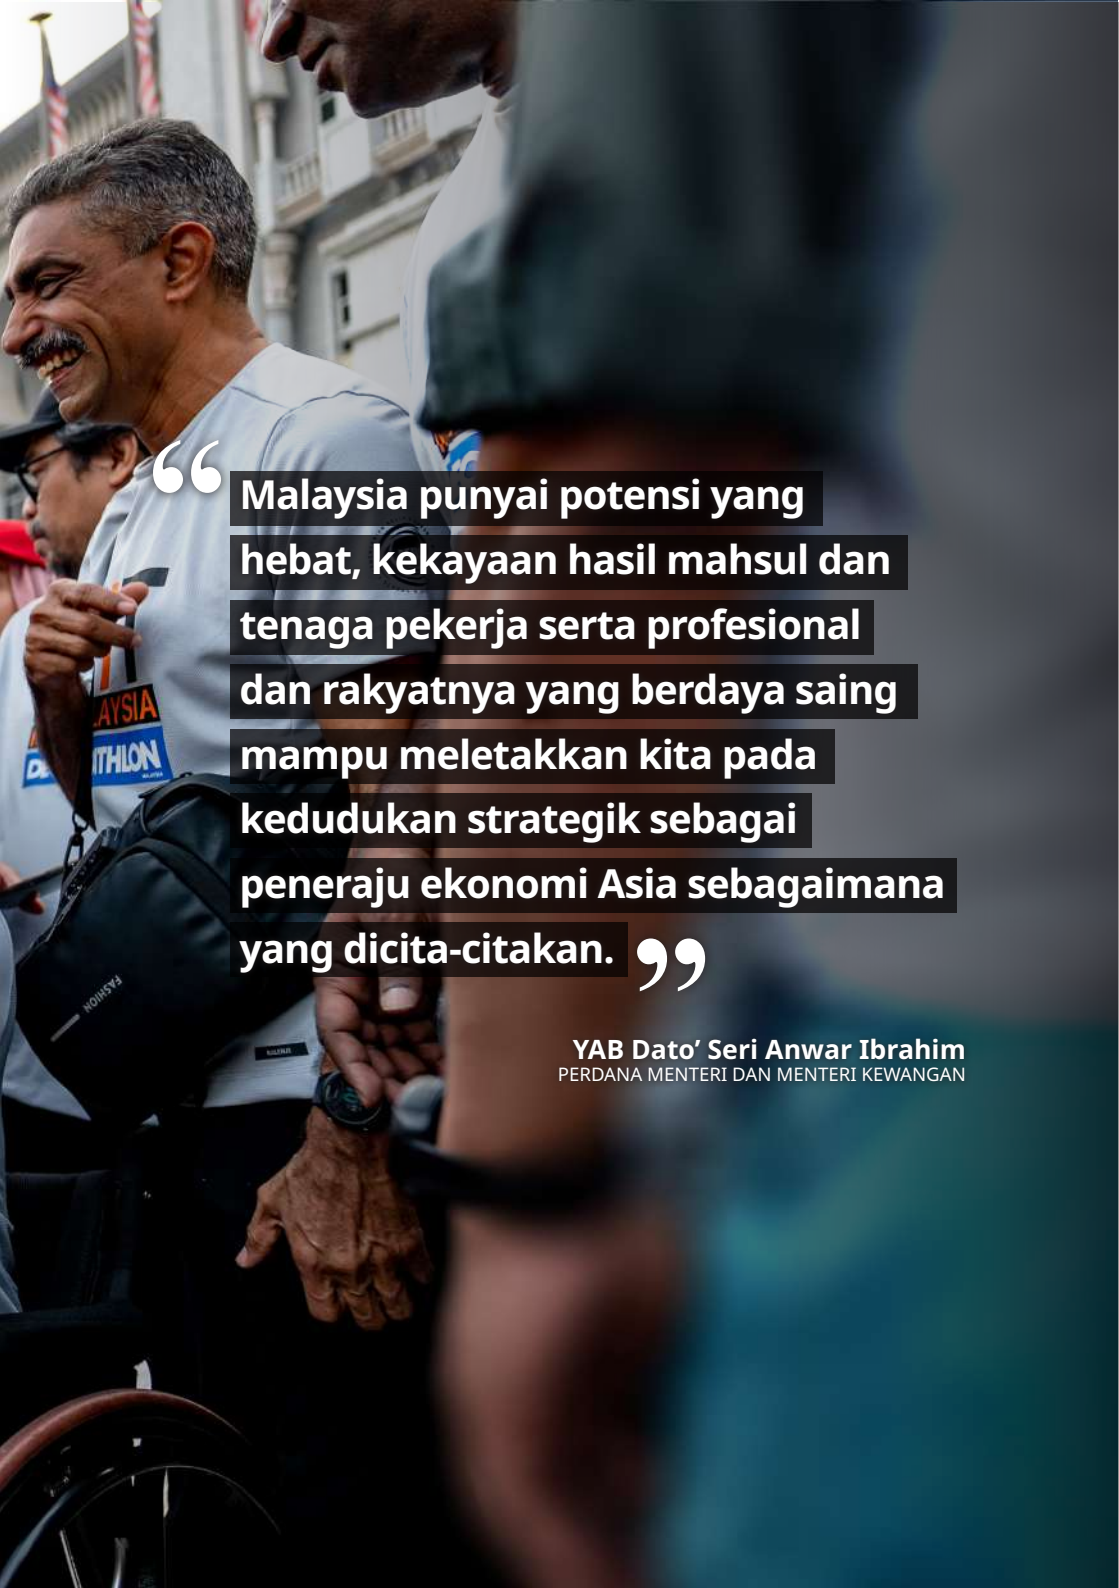 “Malaysia punyai potensi yang
hebat, kekayaan hasil mahsul dan
tenaga pekerja serta profesional
dan rakyatnya yang berdaya saing
mampu meletakkan kita pada
kedudukan strategik sebagai
peneraju ekonomi Asia sebagaimana
yang dicita-citakan.”
YAB Dato’ Seri Anwar Ibrahim
PERDANA MENTERI DAN MENTERI KEWANGAN
FASHION